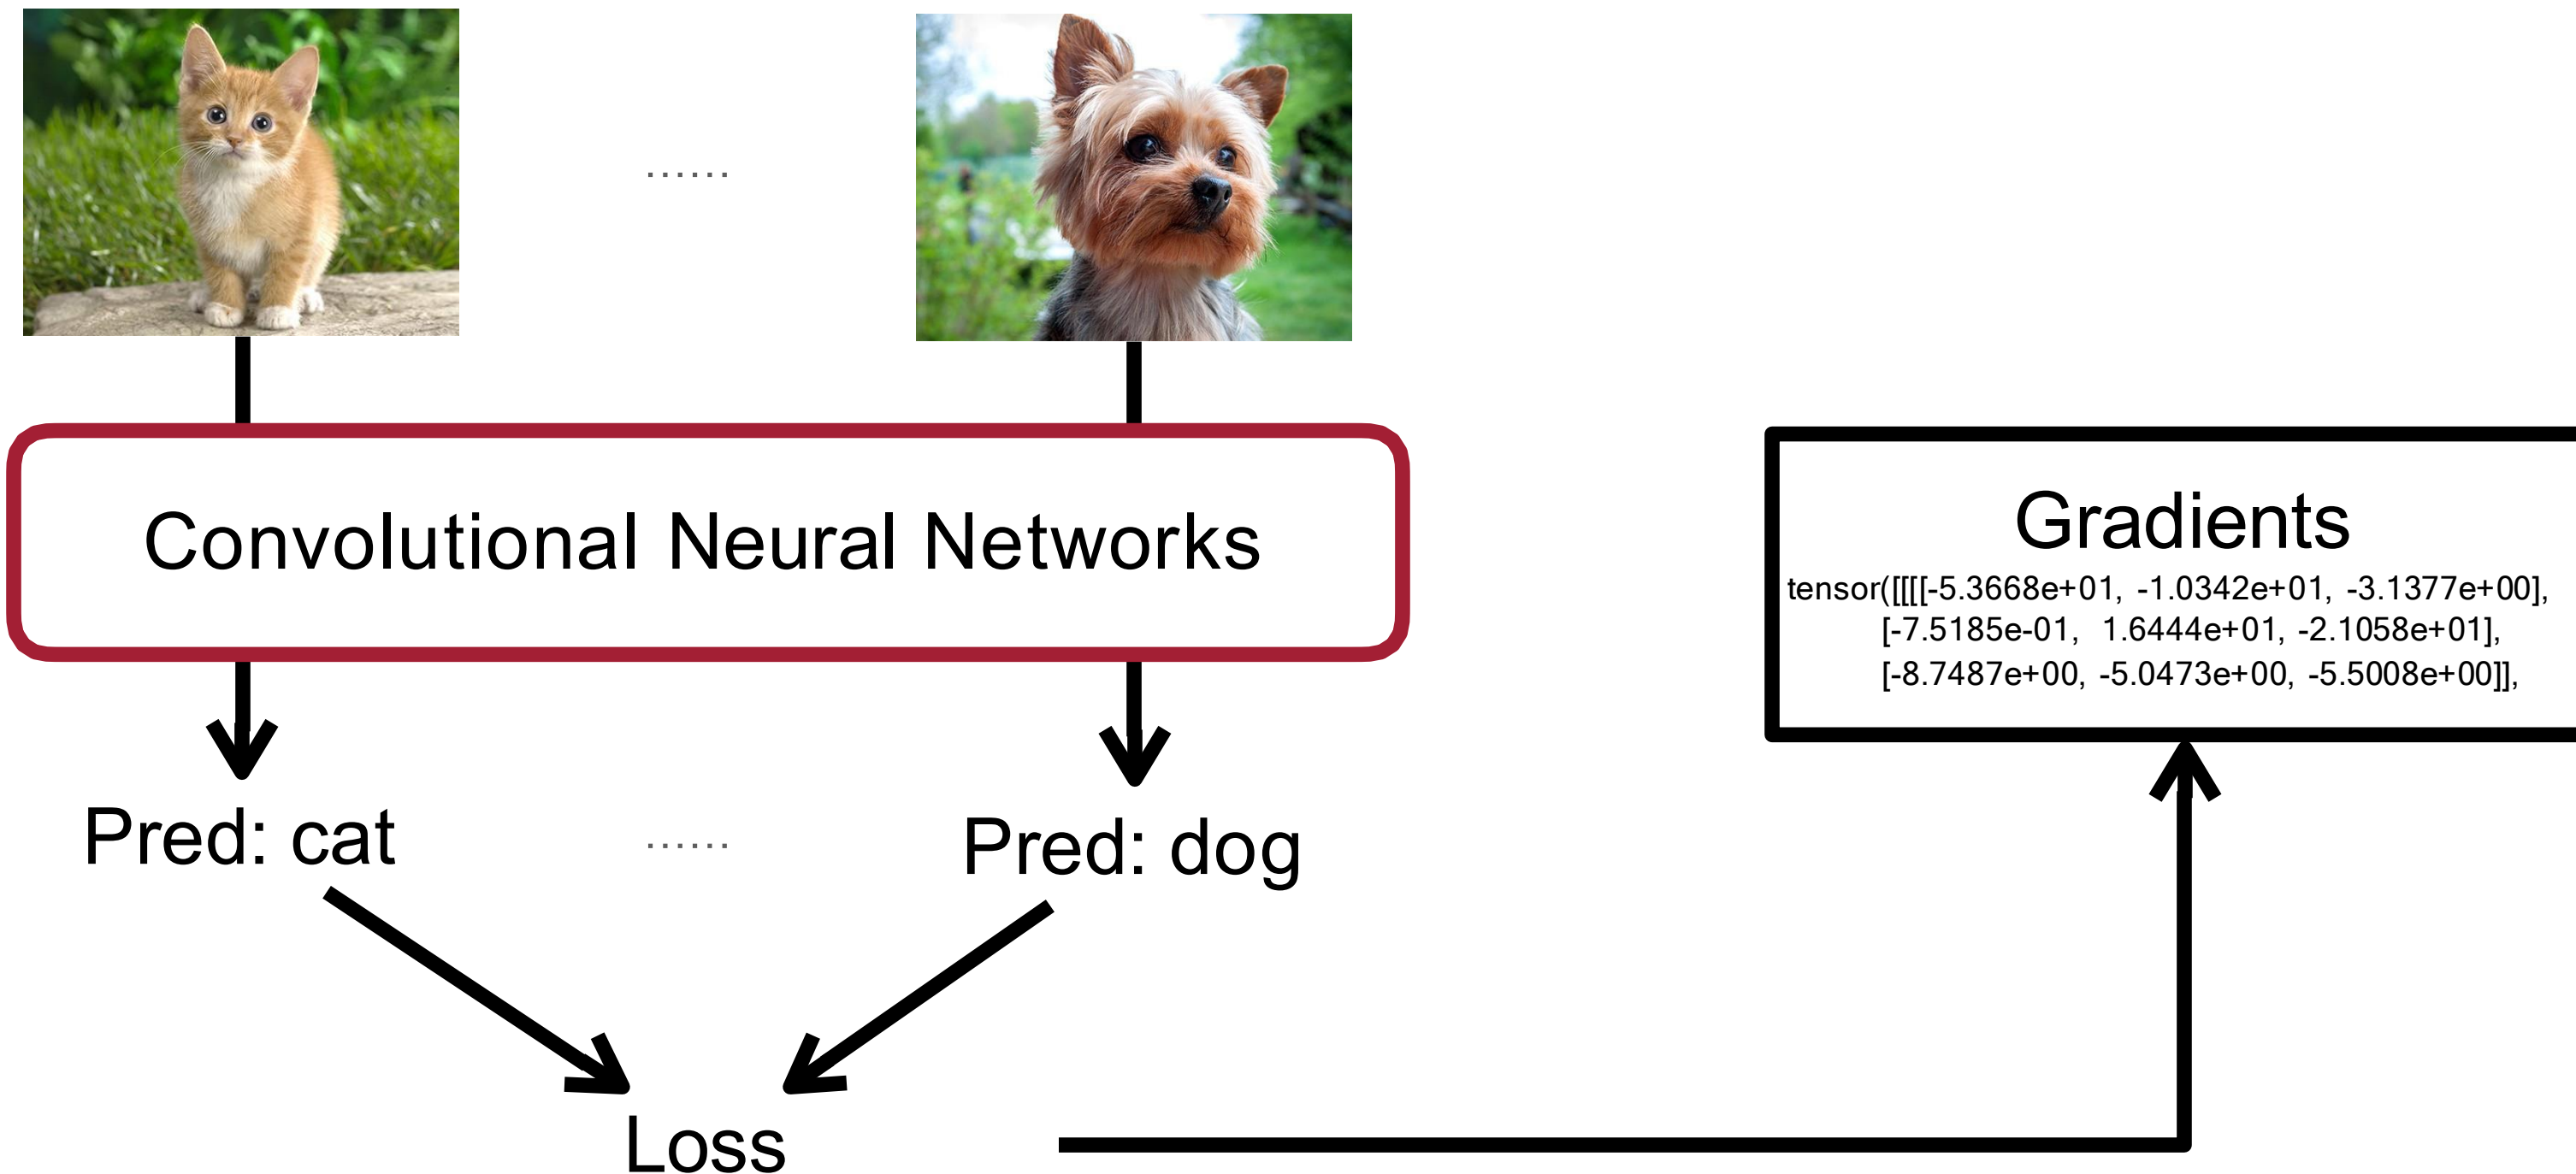 ......
Convolutional Neural Networks
Gradients
tensor([[[[-5.3668e+01, -1.0342e+01, -3.1377e+00],
[-7.5185e-01, 1.6444e+01, -2.1058e+01],
[-8.7487e+00, -5.0473e+00, -5.5008e+00]],
Pred: cat
......
Pred: dog
Loss